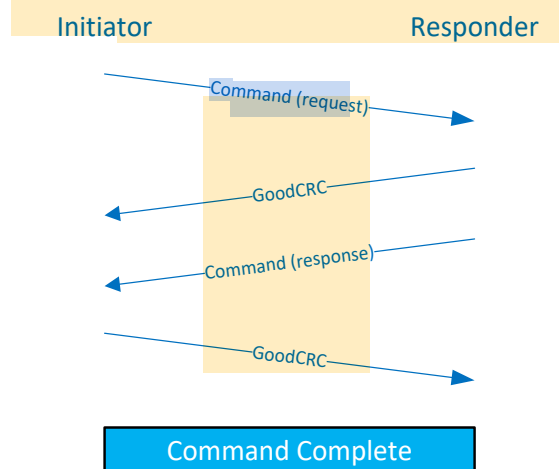 Initiator Responder
Command (request)
GoodCRC
Command (response)
GoodCRC
Command Complete